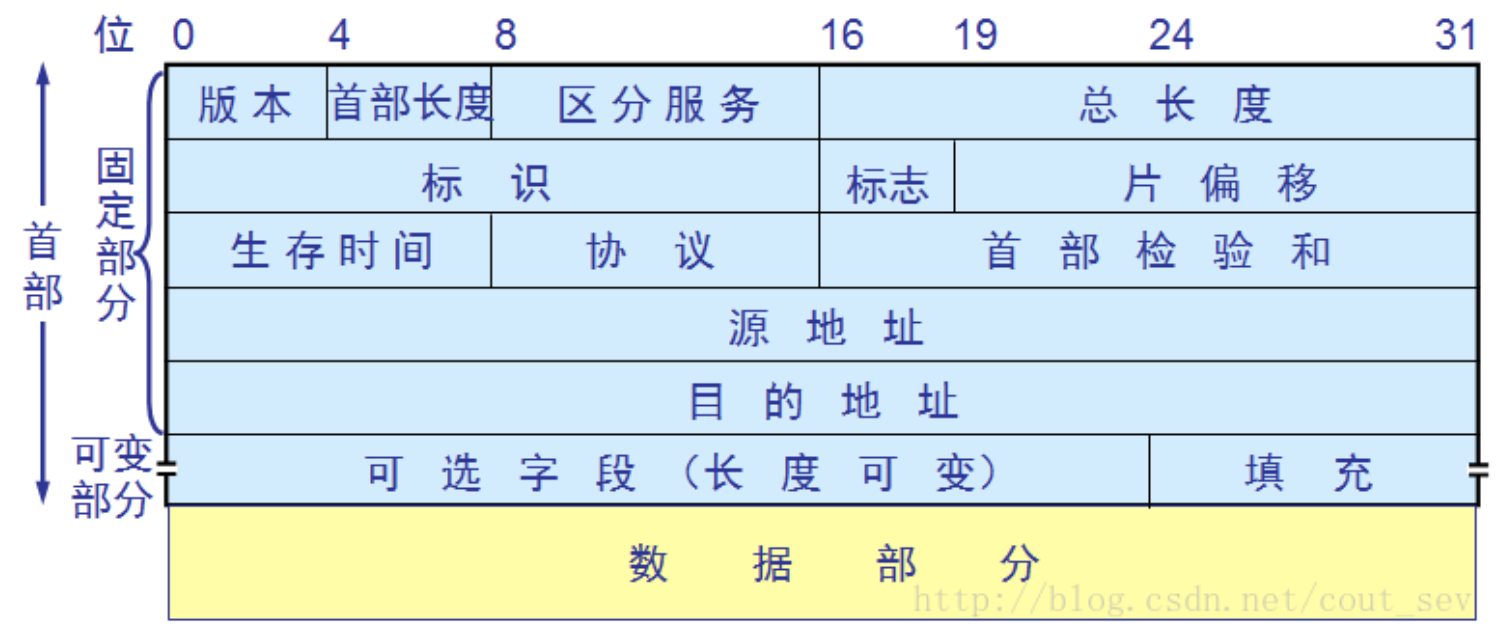 位 0 4 8 16 19 24 31
版本 首部长度 区分服务 总长度
标识 标志 片偏移
生存时间 协议 首部检验和
源地址
目的地址
可选字段（长度可变） 填充
数据部分
首部
固定部分
可变
部分
http://blog.csdn.net/cout_sev